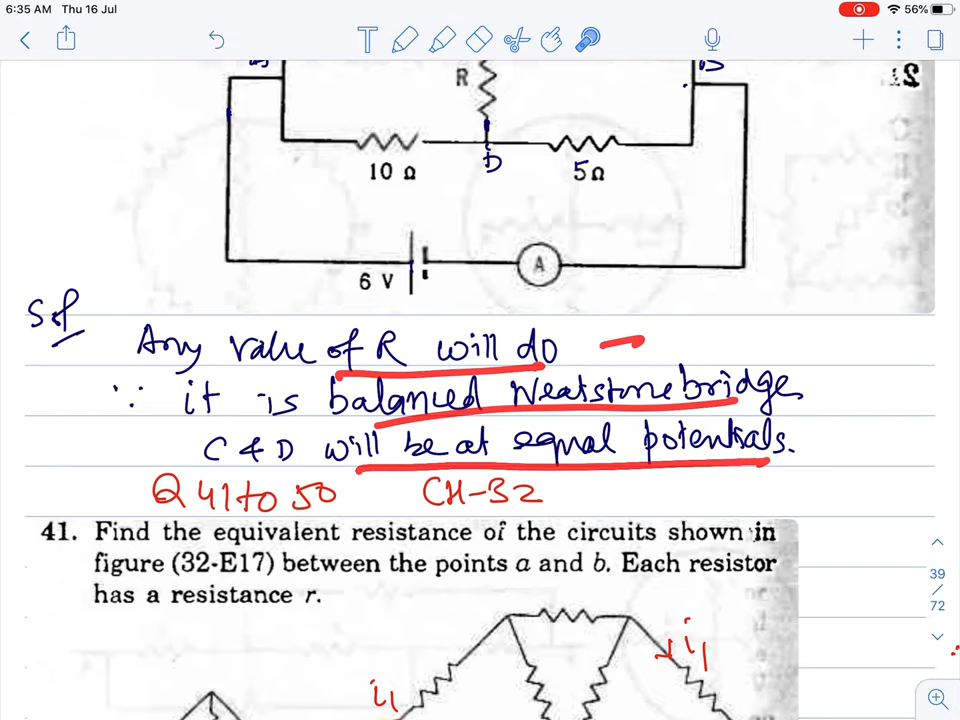 6:35 AM Thu 16 Jul
56%
R
10 Ω
D
5Ω
6 V
A
Sol
Any value of R will do
∵ it is balanced Weatstone bridge
C & D will be at equal potentials.
Q 41 to 50 CH-32
41. Find the equivalent resistance of the circuits shown in
figure (32-E17) between the points a and b. Each resistor
has a resistance r.
i1
i1
39
/
72